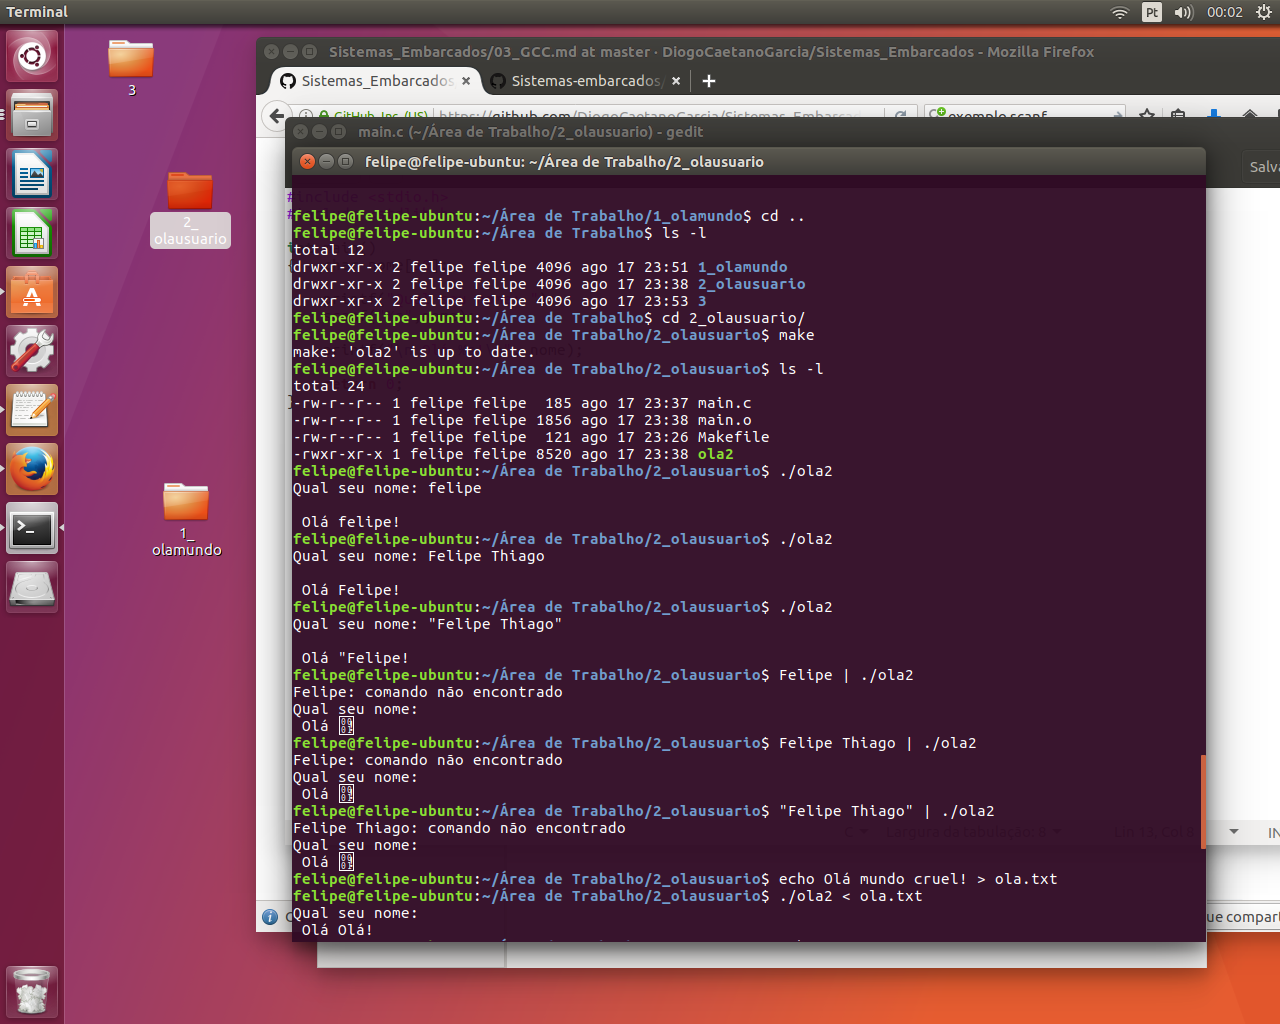 Terminal
Pt
00:02
3
2_
olausuario
1_
olamundo
Sistemas_Embarcados/03_GCC.md at master · DiogoCaetanoGarcia/Sistemas_Embarcados - Mozilla Firefox
Sistemas_Embarcados
Sistemas-embarcados/
GitHub, Inc. (US)
https://github.com/DiogoCaetanoGarcia/Sistemas_Embarcad
exemplo scanf
main.c (~/Área de Trabalho/2_olausuario) - gedit
Salva
felipe@felipe-ubuntu: ~/Área de Trabalho/2_olausuario
#include <stdio.h>
felipe@felipe-ubuntu:~/Área de Trabalho/1_olamundo$ cd ..
felipe@felipe-ubuntu:~/Área de Trabalho$ ls -l
total 12
drwxr-xr-x 2 felipe felipe 4096 ago 17 23:51 1_olamundo
drwxr-xr-x 2 felipe felipe 4096 ago 17 23:38 2_olausuario
drwxr-xr-x 2 felipe felipe 4096 ago 17 23:53 3
felipe@felipe-ubuntu:~/Área de Trabalho$ cd 2_olausuario/
felipe@felipe-ubuntu:~/Área de Trabalho/2_olausuario$ make
make: 'ola2' is up to date.
felipe@felipe-ubuntu:~/Área de Trabalho/2_olausuario$ ls -l
total 24
-rw-r--r-- 1 felipe felipe  185 ago 17 23:37 main.c
-rw-r--r-- 1 felipe felipe 1856 ago 17 23:38 main.o
-rw-r--r-- 1 felipe felipe  121 ago 17 23:26 Makefile
-rwxr-xr-x 1 felipe felipe 8520 ago 17 23:38 ola2
felipe@felipe-ubuntu:~/Área de Trabalho/2_olausuario$ ./ola2
Qual seu nome: felipe
Olá felipe!
felipe@felipe-ubuntu:~/Área de Trabalho/2_olausuario$ ./ola2
Qual seu nome: Felipe Thiago
Olá Felipe!
felipe@felipe-ubuntu:~/Área de Trabalho/2_olausuario$ ./ola2
Qual seu nome: "Felipe Thiago"
Olá "Felipe!
felipe@felipe-ubuntu:~/Área de Trabalho/2_olausuario$ Felipe | ./ola2
Felipe: comando não encontrado
Qual seu nome:
Olá
felipe@felipe-ubuntu:~/Área de Trabalho/2_olausuario$ Felipe Thiago | ./ola2
Felipe: comando não encontrado
Qual seu nome:
Olá
felipe@felipe-ubuntu:~/Área de Trabalho/2_olausuario$ "Felipe Thiago" | ./ola2
Felipe Thiago: comando não encontrado
Qual seu nome:
Olá
felipe@felipe-ubuntu:~/Área de Trabalho/2_olausuario$ echo Olá mundo cruel! > ola.txt
felipe@felipe-ubuntu:~/Área de Trabalho/2_olausuario$ ./ola2 < ola.txt
Qual seu nome:
Olá Olá!
IN
ue compart